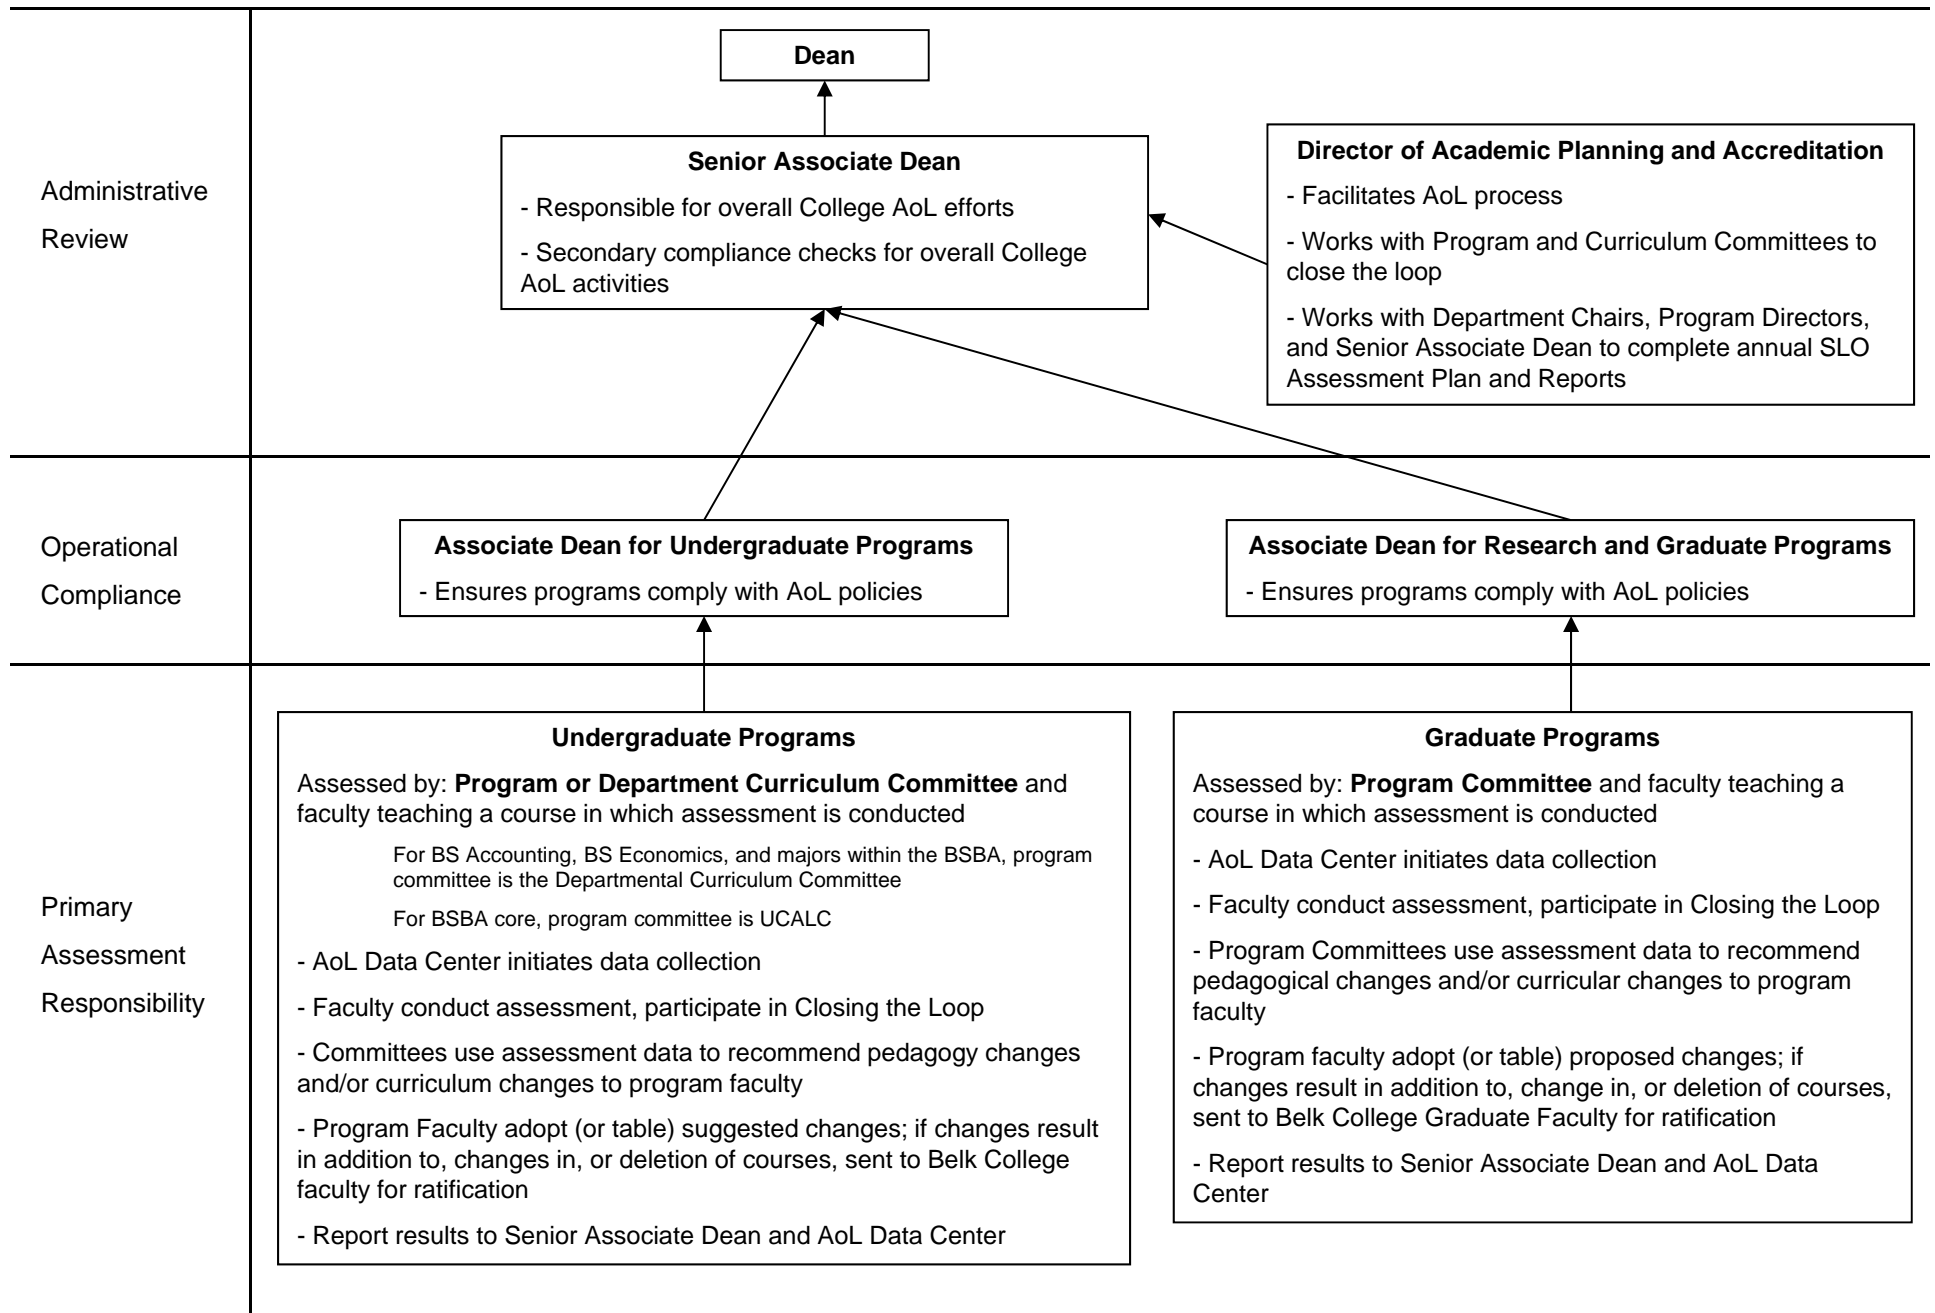 Dean
Administrative
Review
Senior Associate Dean
- Responsible for overall College AoL efforts
- Secondary compliance checks for overall College
AoL activities
Director of Academic Planning and Accreditation
- Facilitates AoL process
- Works with Program and Curriculum Committees to
close the loop
- Works with Department Chairs, Program Directors,
and Senior Associate Dean to complete annual SLO
Assessment Plan and Reports
Operational
Compliance
Associate Dean for Undergraduate Programs
- Ensures programs comply with AoL policies
Associate Dean for Research and Graduate Programs
- Ensures programs comply with AoL policies
Primary
Assessment
Responsibility
Undergraduate Programs
Assessed by: Program or Department Curriculum Committee and
faculty teaching a course in which assessment is conducted
For BS Accounting, BS Economics, and majors within the BSBA, program
committee is the Departmental Curriculum Committee
For BSBA core, program committee is UCALC
- AoL Data Center initiates data collection
- Faculty conduct assessment, participate in Closing the Loop
- Committees use assessment data to recommend pedagogy changes
and/or curriculum changes to program faculty
- Program Faculty adopt (or table) suggested changes; if changes result
in addition to, changes in, or deletion of courses, sent to Belk College
faculty for ratification
- Report results to Senior Associate Dean and AoL Data Center
Graduate Programs
Assessed by: Program Committee and faculty teaching a
course in which assessment is conducted
- AoL Data Center initiates data collection
- Faculty conduct assessment, participate in Closing the Loop
- Program Committees use assessment data to recommend
pedagogical changes and/or curricular changes to program
faculty
- Program faculty adopt (or table) proposed changes; if
changes result in addition to, change in, or deletion of courses,
sent to Belk College Graduate Faculty for ratification
- Report results to Senior Associate Dean and AoL Data
Center